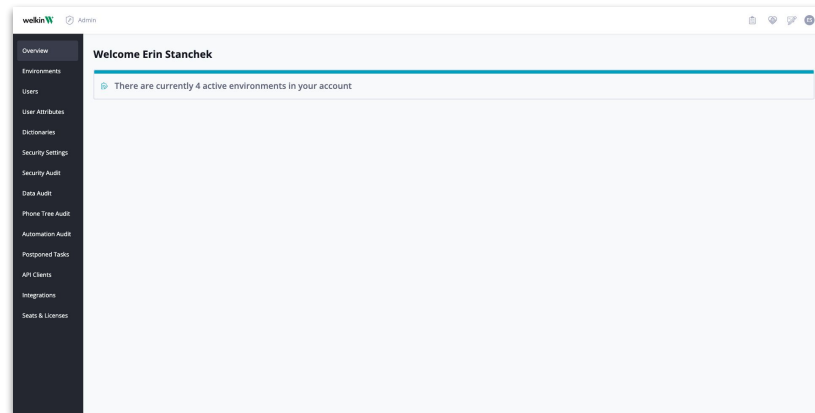 welkin Admin
ES
Overview
Environments
Users
User Attributes
Dictionaries
Security Settings
Security Audit
Data Audit
Phone Tree Audit
Automation Audit
Postponed Tasks
API Clients
Integrations
Seats & Licenses
Welcome Erin Stanchek
There are currently 4 active environments in your account